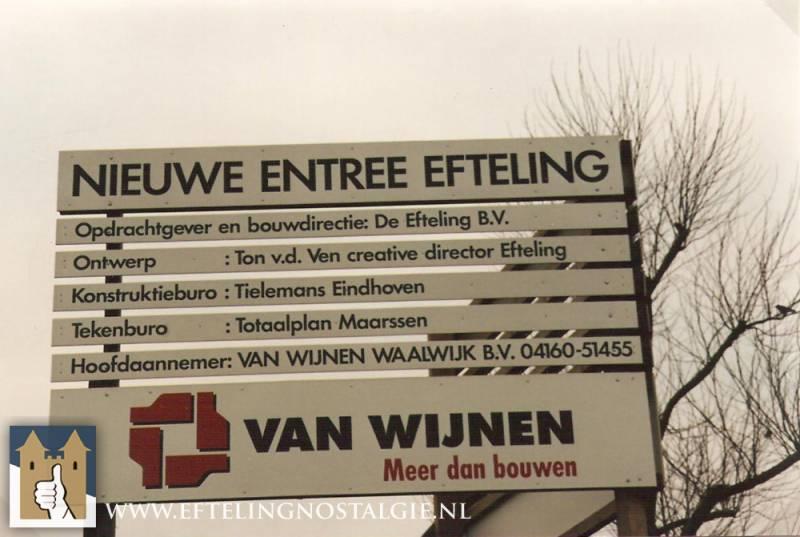 NIEUWE ENTREE EFTELING
Opdrachtgever en bouwdirectie: De Efteling B.V.
Ontwerp : Ton v.d. Ven creative director Efteling
Konstruktieburo : Tielemans Eindhoven
Tekenburo : Totaalplan Maarssen
Hoofdaannemer: VAN WIJNEN WAALWIJK B.V. 04160-51455
VAN WIJNEN
Meer dan bouwen
WWW.EFTELINGNOSTALGIE.NL